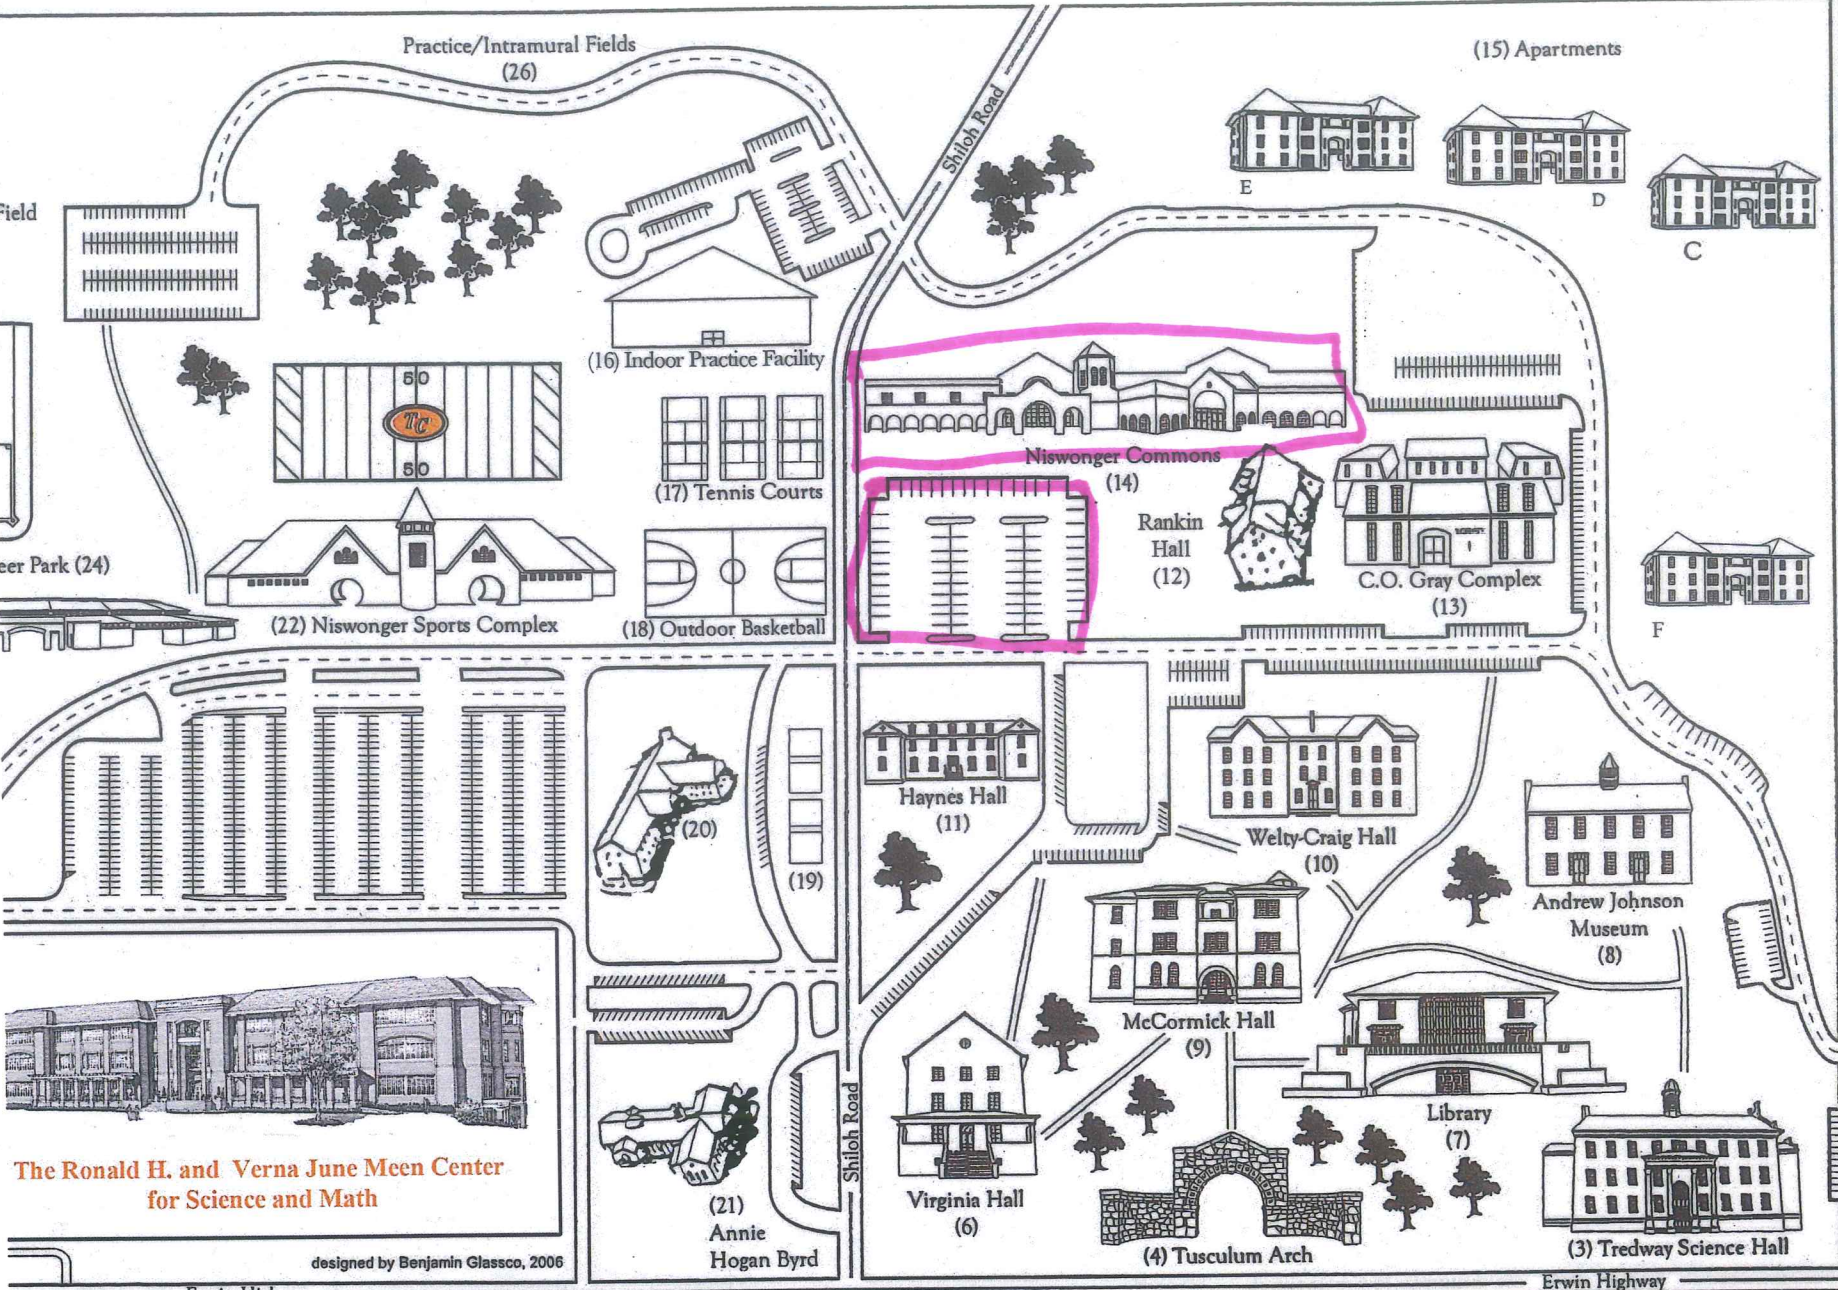 Practice/Intramural Fields
(26)
(15) Apartments
Shiloh Road
E
D
C
Field
50
TC
50
(16) Indoor Practice Facility
(17) Tennis Courts
Niswonger Commons
(14)
Rankin
Hall
(12)
C.O. Gray Complex
(13)
F
eer Park (24)
(22) Niswonger Sports Complex
(18) Outdoor Basketball
(20)
(19)
Haynes Hall
(11)
Welty-Craig Hall
(10)
Andrew Johnson
Museum
(8)
McCormick Hall
(9)
Library
(7)
The Ronald H. and Verna June Meen Center
for Science and Math
designed by Benjamin Glassco, 2006
(21)
Annie
Hogan Byrd
Shiloh Road
Virginia Hall
(6)
(4) Tusculum Arch
(3) Tredway Science Hall
Erwin Highway